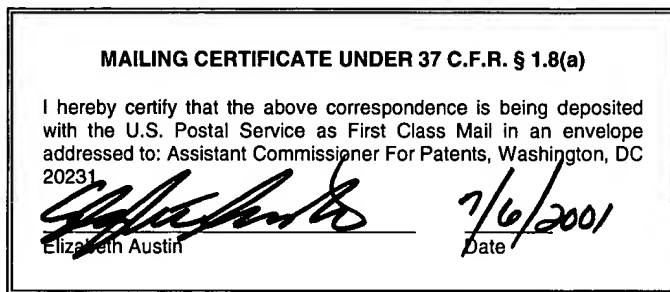 MAILING CERTIFICATE UNDER 37 C.F.R. § 1.8(a)
I hereby certify that the above correspondence is being deposited
with the U.S. Postal Service as First Class Mail in an envelope
addressed to: Assistant Commissioner For Patents, Washington, DC
20231.
7/6/2001
Elizabeth Austin Date